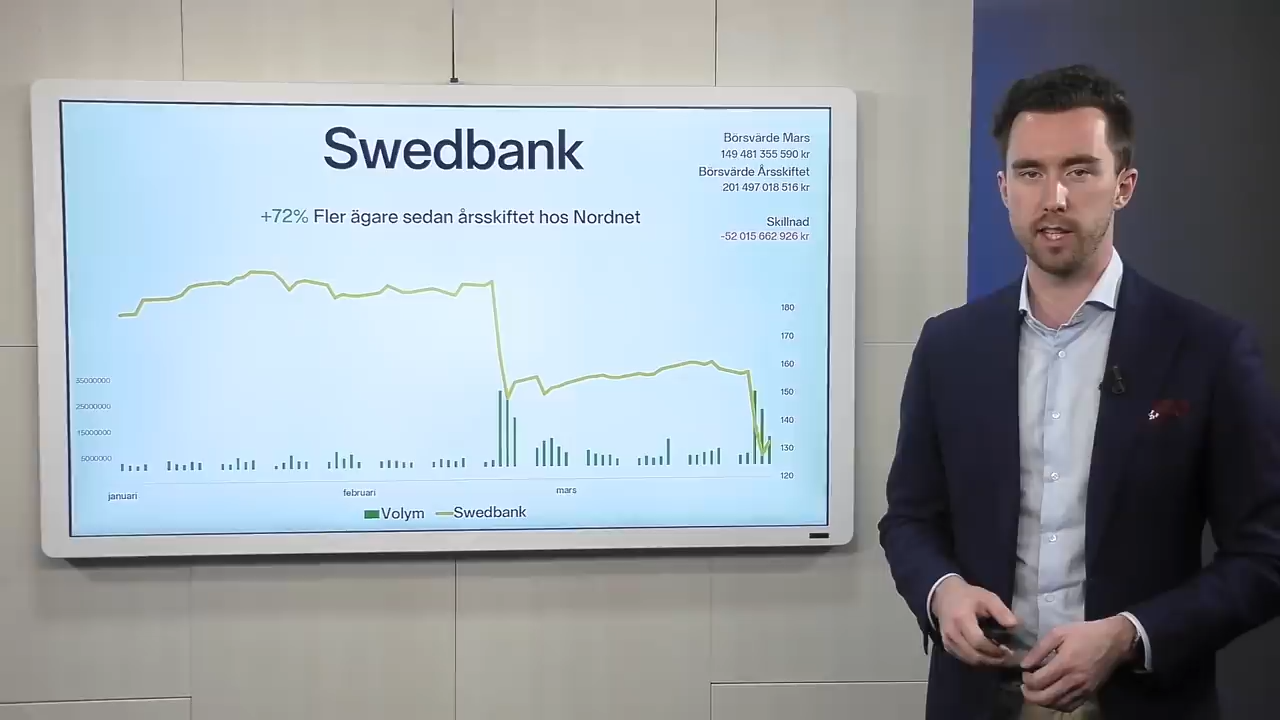 Swedbank
Börsvärde Mars
149 481 355 590 kr
Börsvärde Årsskiftet
201 497 018 516 kr
Skillnad
-52 015 662 926 kr
+72% Fler ägare sedan årsskiftet hos Nordnet
180
170
160
150
140
130
120
35000000
25000000
15000000
5000000
januari
februari
mars
Volym
Swedbank